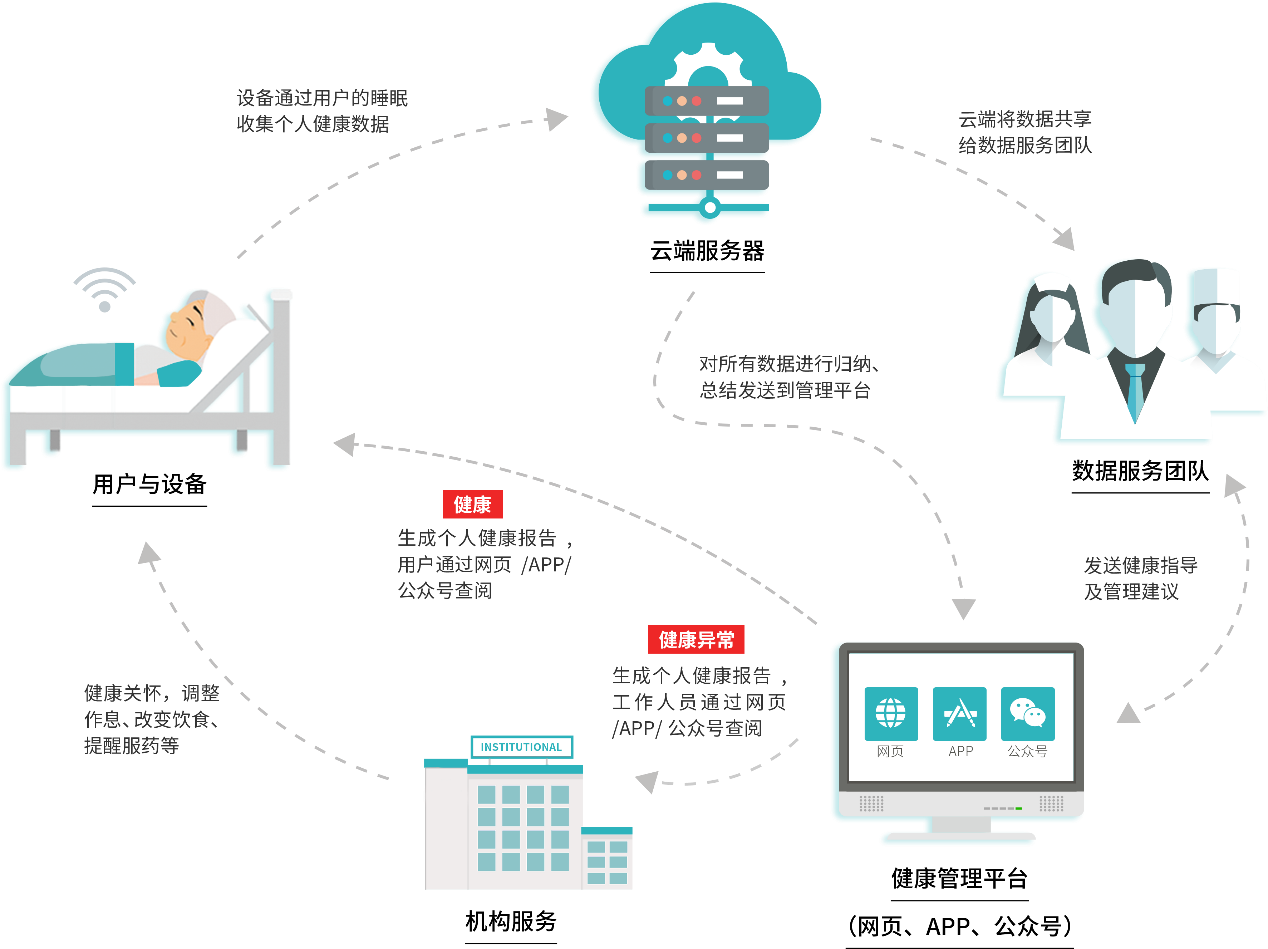 设备通过用户的睡眠
收集个人健康数据
云端将数据共享
给数据服务团队
云端服务器
对所有数据进行归纳、
总结发送到管理平台
用户与设备
数据服务团队
健康
生成个人健康报告，
用户通过网页 /APP/
公众号查阅
发送健康指导
及管理建议
健康异常
生成个人健康报告，
工作人员通过网页
/APP/ 公众号查阅
健康关怀，调整
作息、改变饮食、
提醒服药等
INSTITUTIONAL
网页 APP 公众号
机构服务
健康管理平台
（网页、APP、公众号）